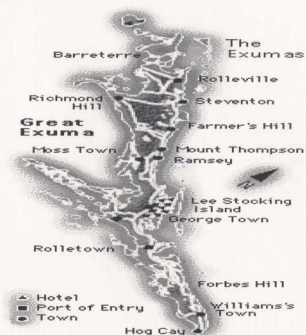 The
Exumas
Barreterre
Rolleville
Richmond
Hill
Steventon
Great
Exuma
Farmer's Hill
Moss Town
Mount Thompson
Ramsey
N
Lee Stocking
Island
George Town
Rolletown
Forbes Hill
Hotel
Port of Entry
Town
Williams's
Town
Hog Cay